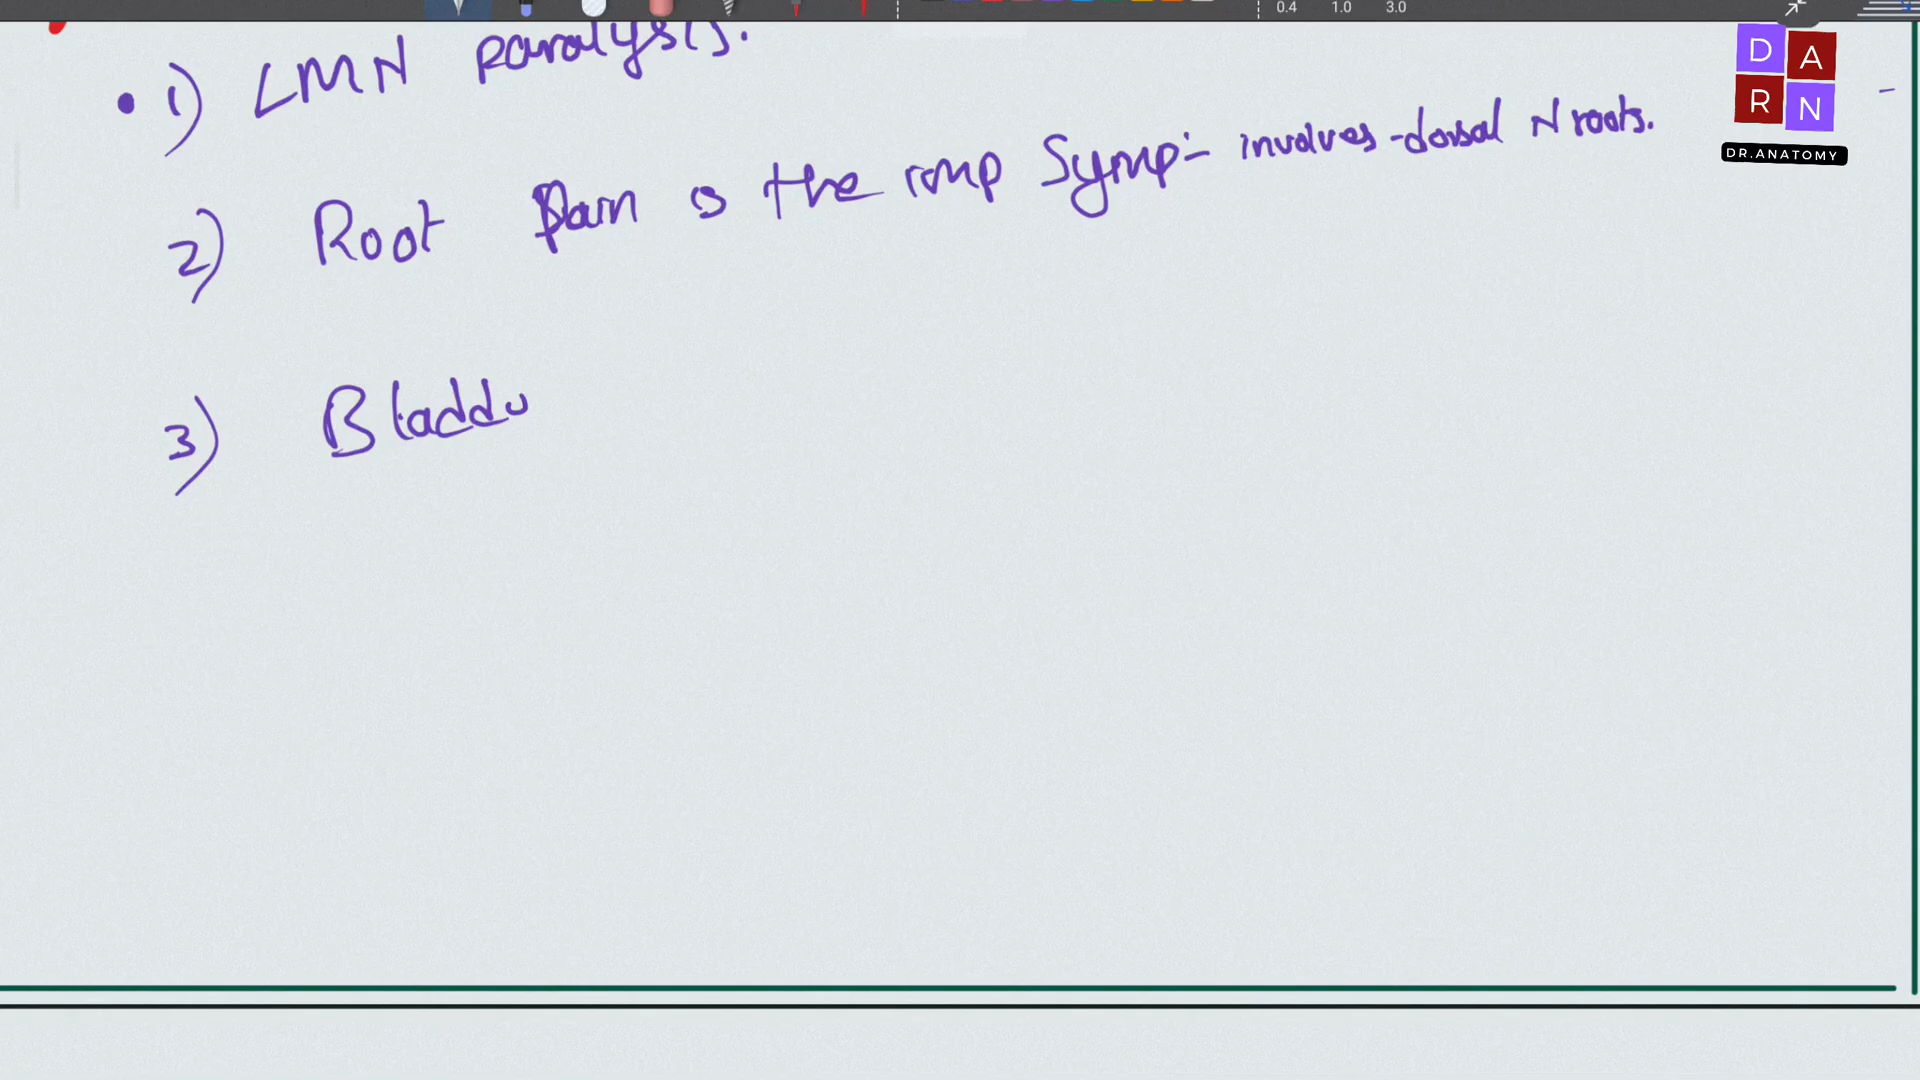 0.4 1.0 3.0
• 1) LMN paralysis.
2) Root Pain is the imp Symp:- involves -dorsal N roots.
3) Bladde
D A
R N
DR.ANATOMY